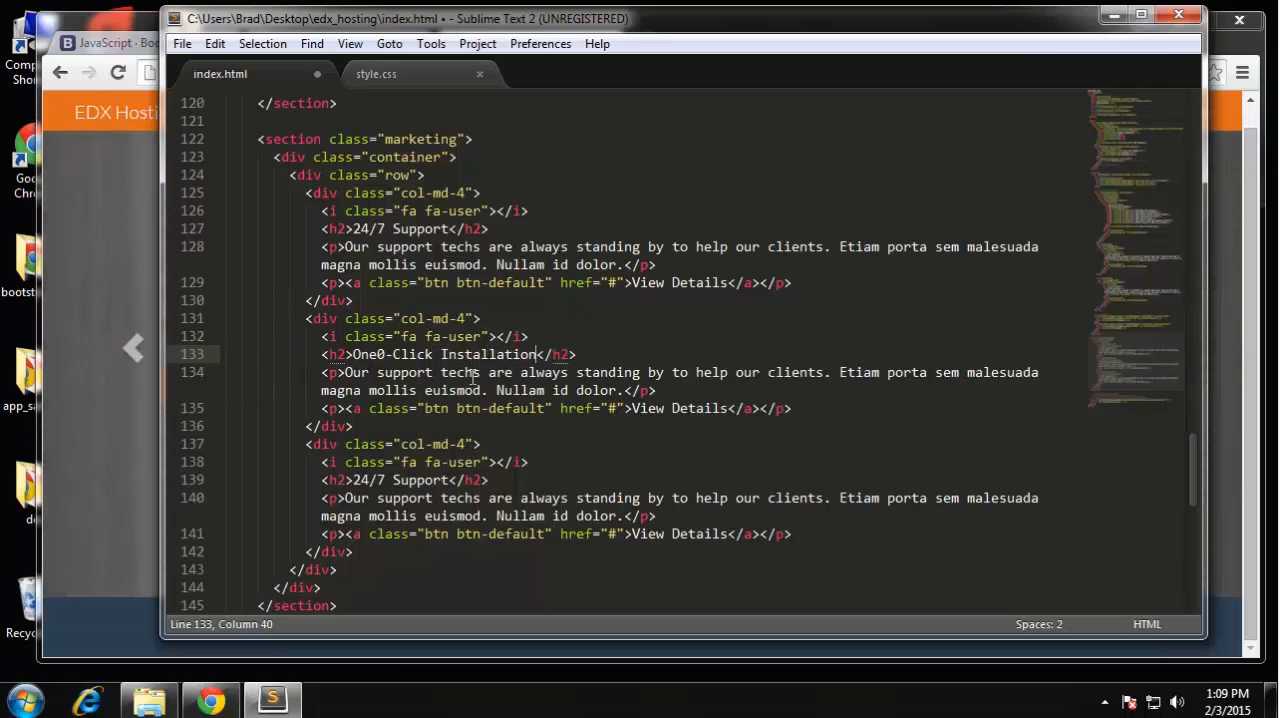 C:\Users\Brad\Desktop\edx_hosting\index.html • - Sublime Text 2 (UNREGISTERED)
File Edit Selection Find View Goto Tools Project Preferences Help
JavaScript · Boo
index.html style.css
EDX Hosti
120 </section>
121
122 <section class="marketing">
123 <div class="container">
124 <div class="row">
125 <div class="col-md-4">
126 <i class="fa fa-user"></i>
127 <h2>24/7 Support</h2>
128 <p>Our support techs are always standing by to help our clients. Etiam porta sem malesuada
magna mollis euismod. Nullam id dolor.</p>
129 <p><a class="btn btn-default" href="#">View Details</a></p>
130 </div>
131 <div class="col-md-4">
132 <i class="fa fa-user"></i>
133 <h2>One0-Click Installation</h2>
134 <p>Our support techs are always standing by to help our clients. Etiam porta sem malesuada
magna mollis euismod. Nullam id dolor.</p>
135 <p><a class="btn btn-default" href="#">View Details</a></p>
136 </div>
137 <div class="col-md-4">
138 <i class="fa fa-user"></i>
139 <h2>24/7 Support</h2>
140 <p>Our support techs are always standing by to help our clients. Etiam porta sem malesuada
magna mollis euismod. Nullam id dolor.</p>
141 <p><a class="btn btn-default" href="#">View Details</a></p>
142 </div>
143 </div>
144 </div>
145 </section>
Line 133, Column 40 Spaces: 2 HTML
Comp
Sho
Goo
Chr
bootst
app_sa
de
Recyc
1:09 PM
2/3/2015